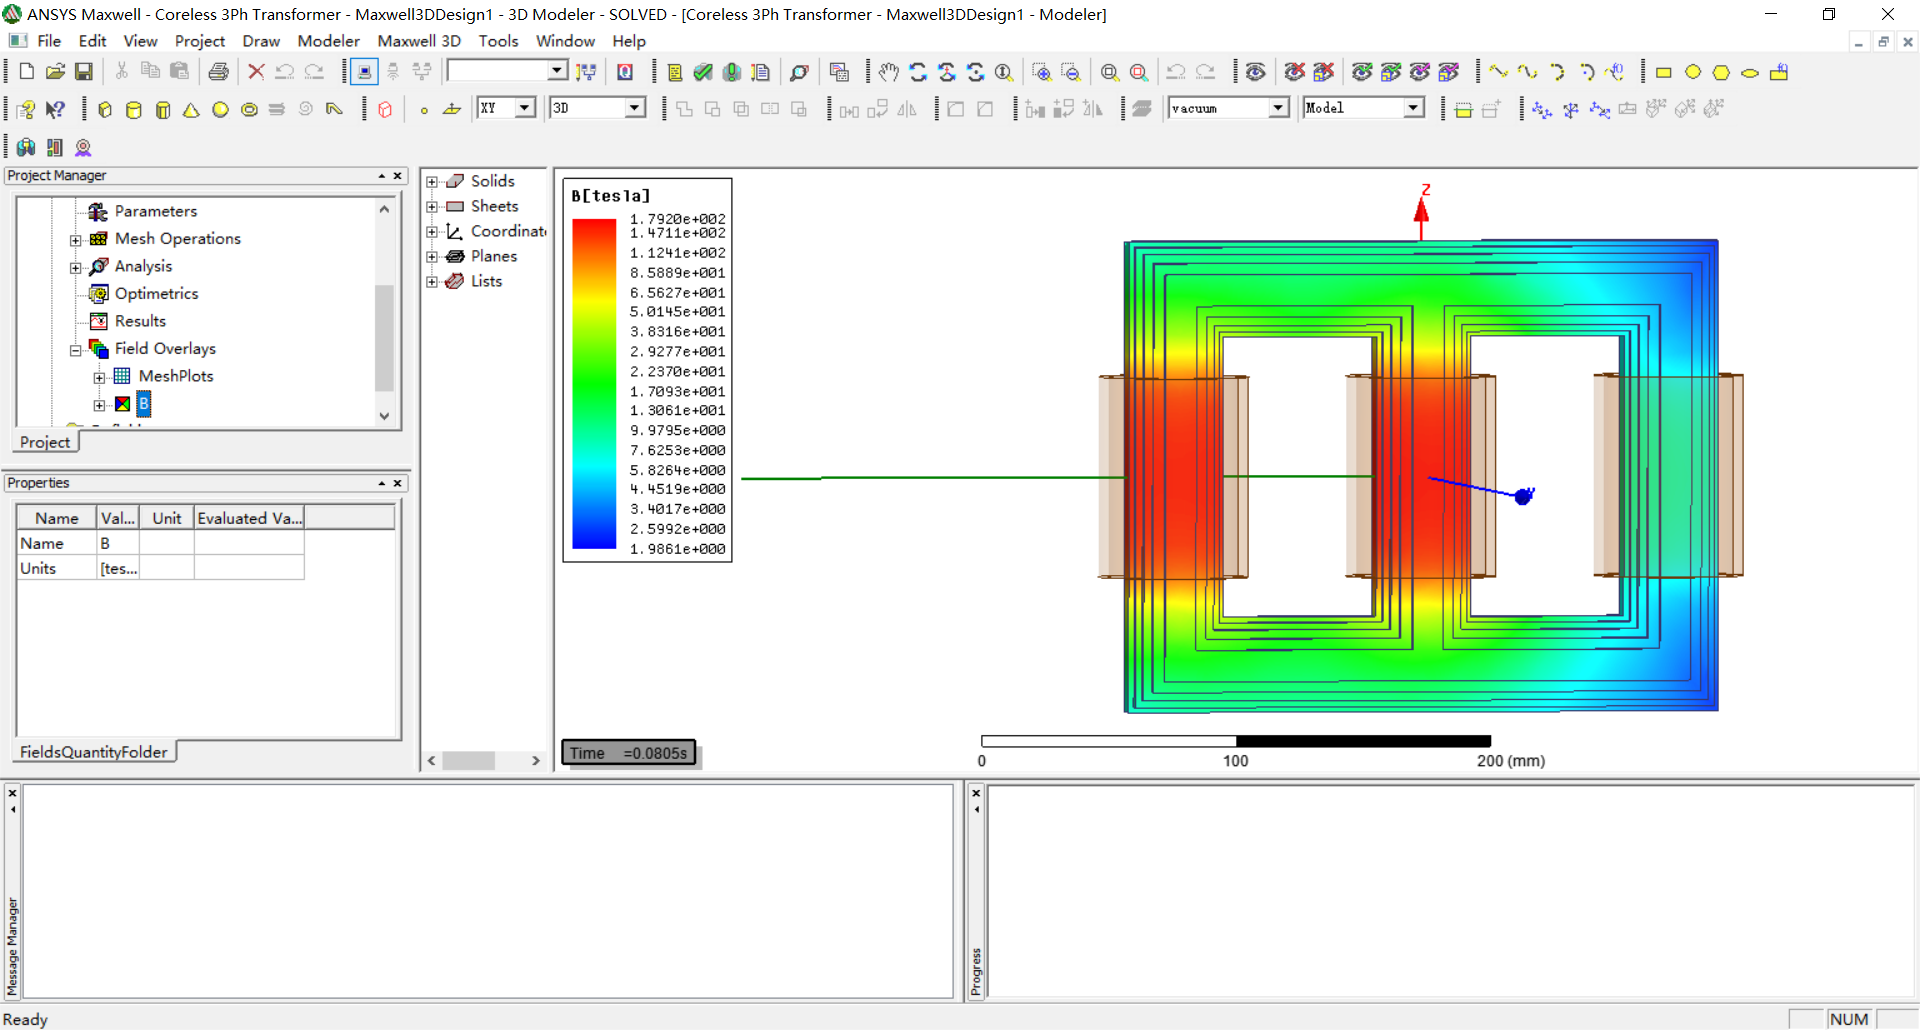 ANSYS Maxwell - Coreless 3Ph Transformer - Maxwell3DDesign1 - 3D Modeler - SOLVED - [Coreless 3Ph Transformer - Maxwell3DDesign1 - Modeler]
File Edit View Project Draw Modeler Maxwell 3D Tools Window Help
XY 3D vacuum Model
Project Manager
Parameters
Mesh Operations
Analysis
Optimetrics
Results
Field Overlays
MeshPlots
B
Project
Properties
Name Val... Unit Evaluated Va...
Name B
Units [tes...
FieldsQuantityFolder
Solids
Sheets
Coordinat
Planes
Lists
B[tesla]
1.7920e+002
1.4711e+002
1.1241e+002
8.5889e+001
6.5627e+001
5.0145e+001
3.8316e+001
2.9277e+001
2.2370e+001
1.7093e+001
1.3061e+001
9.9795e+000
7.6253e+000
5.8264e+000
4.4519e+000
3.4017e+000
2.5992e+000
1.9861e+000
Z
Time =0.0805s
0 100 200 (mm)
Message Manager
Progress
Ready
NUM